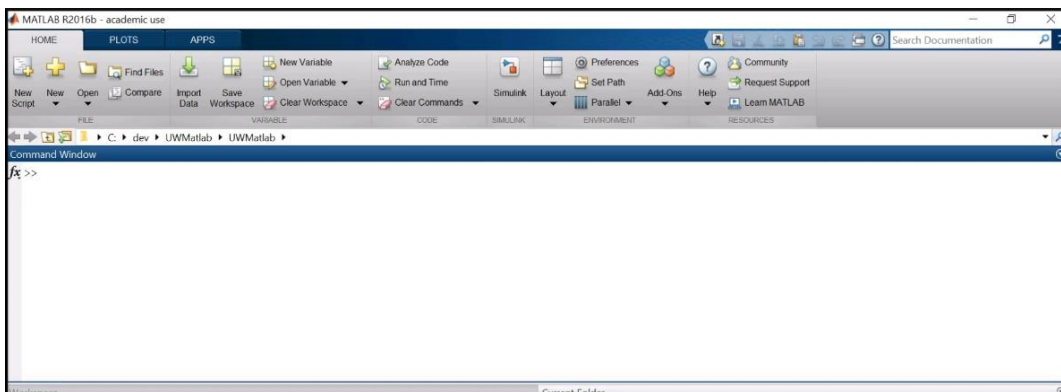 MATLAB R2016b - academic use
HOME PLOTS APPS Search Documentation
New Script New Open Find Files Compare Import Data Save Workspace New Variable Open Variable Clear Workspace Analyze Code Run and Time Clear Commands Simulink Layout Preferences Set Path Parallel Add-Ons Help Community Request Support Learn MATLAB
FILE VARIABLE CODE SIMULINK ENVIRONMENT RESOURCES
C: dev UWMatlab UWMatlab
Command Window
fx >>
Workspace Current Folder